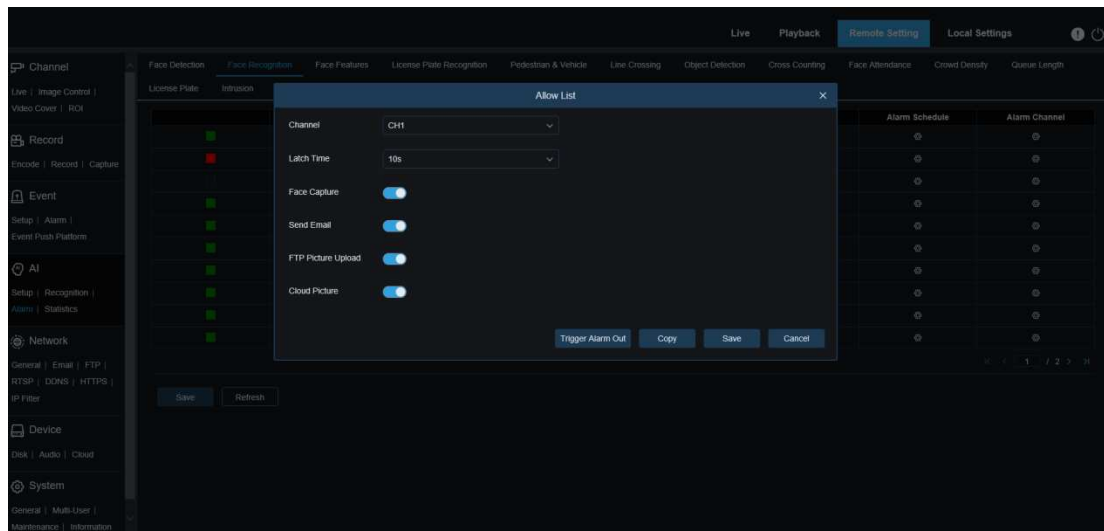 Live Playback Remote Setting Local Settings
Channel
Live | Image Control |
Video Cover | ROI
Record
Encode | Record | Capture
Event
Setup | Alarm |
Event Push Platform
AI
Setup | Recognition |
Alarm | Statistics
Network
General | Email | FTP |
RTSP | DDNS | HTTPS |
IP Filter
Device
Disk | Audio | Cloud
System
General | Multi-User |
Maintenance | Information
Face Detection Face Recognition Face Features License Plate Recognition Pedestrian & Vehicle Line Crossing Object Detection Cross Counting Face Attendance Crowd Density Queue Length
License Plate Intrusion
Allow List
Alarm Schedule Alarm Channel
Channel CH1
Latch Time 10s
Face Capture
Send Email
FTP Picture Upload
Cloud Picture
Trigger Alarm Out Copy Save Cancel
1 / 2
Save Refresh